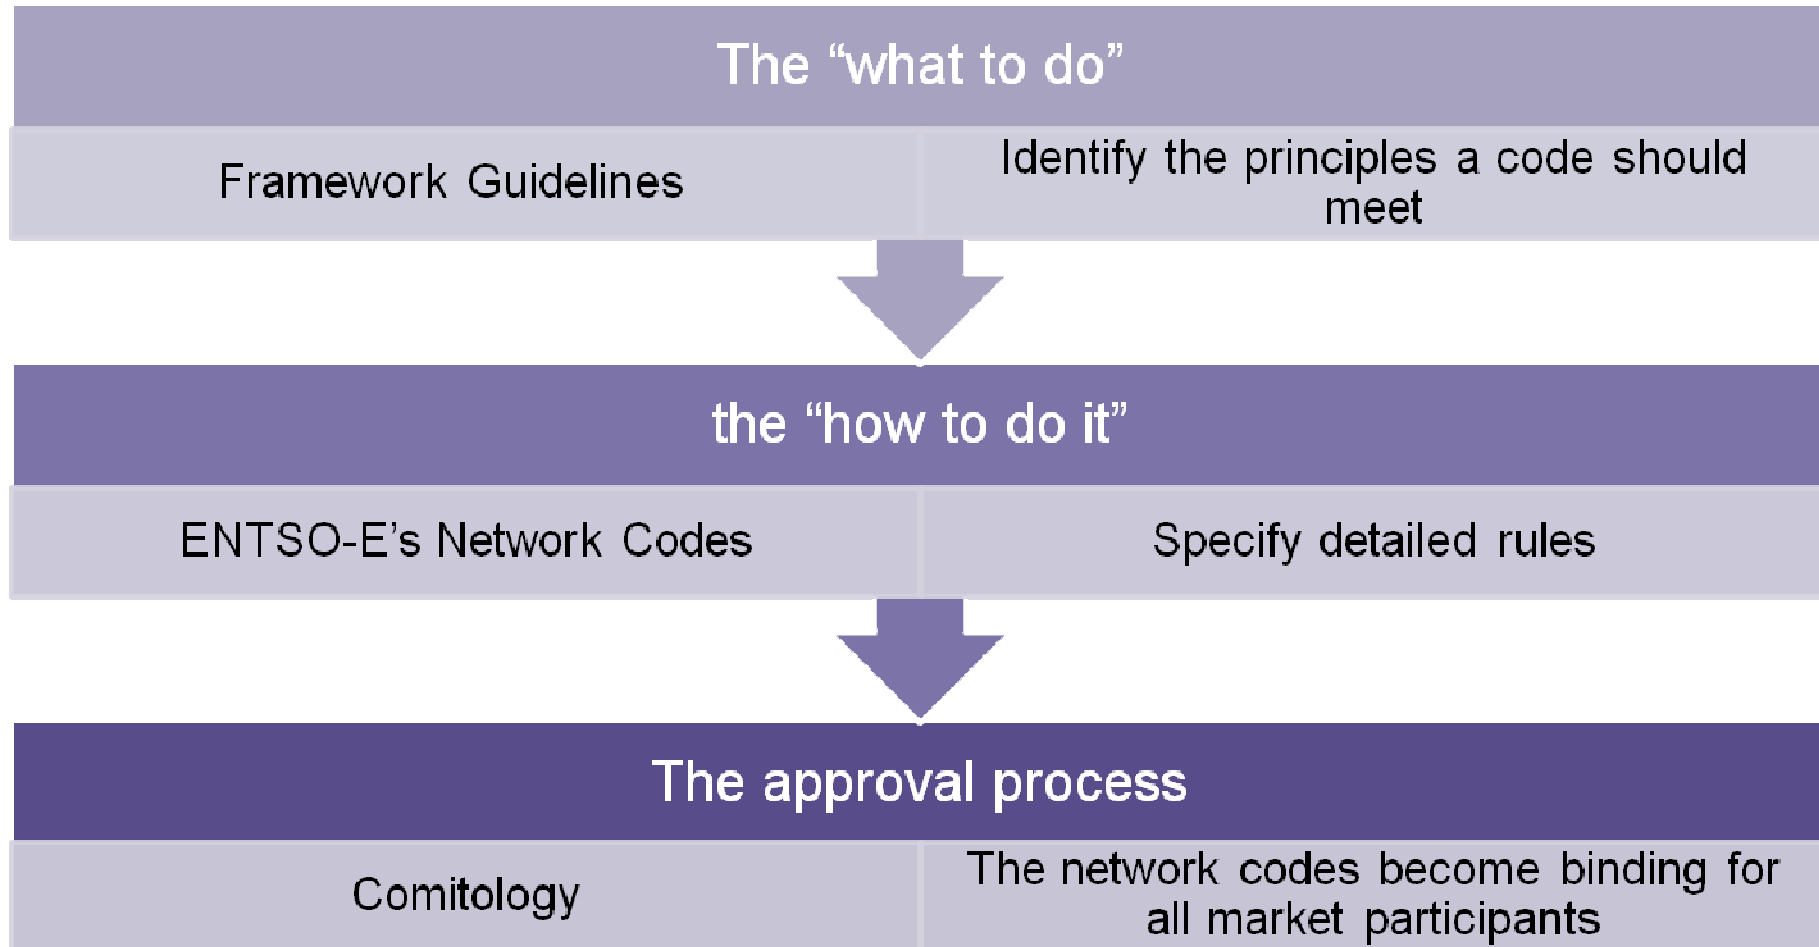 The “what to do”
Framework Guidelines
Identify the principles a code should
meet
the “how to do it”
ENTSO-E’s Network Codes
Specify detailed rules
The approval process
Comitology
The network codes become binding for
all market participants